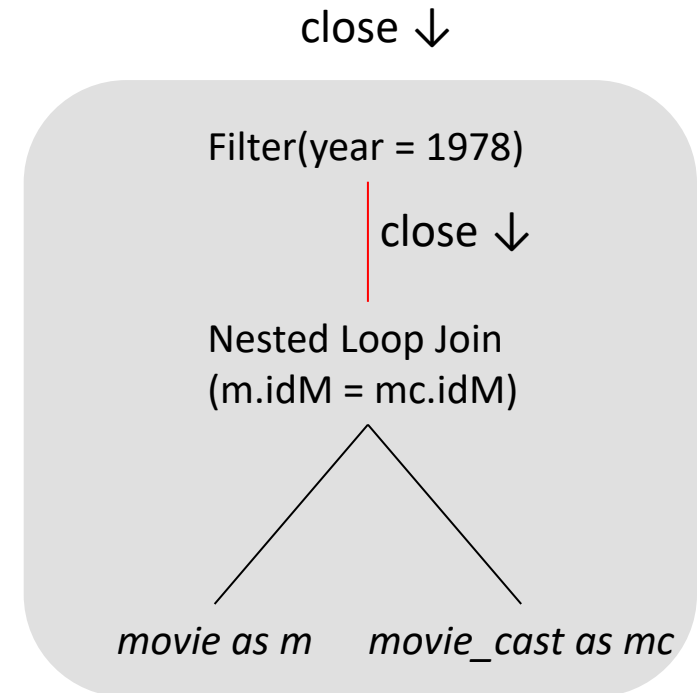 close ↓
Filter(year = 1978)
close ↓
Nested Loop Join
(m.idM = mc.idM)
movie as m
movie_cast as mc